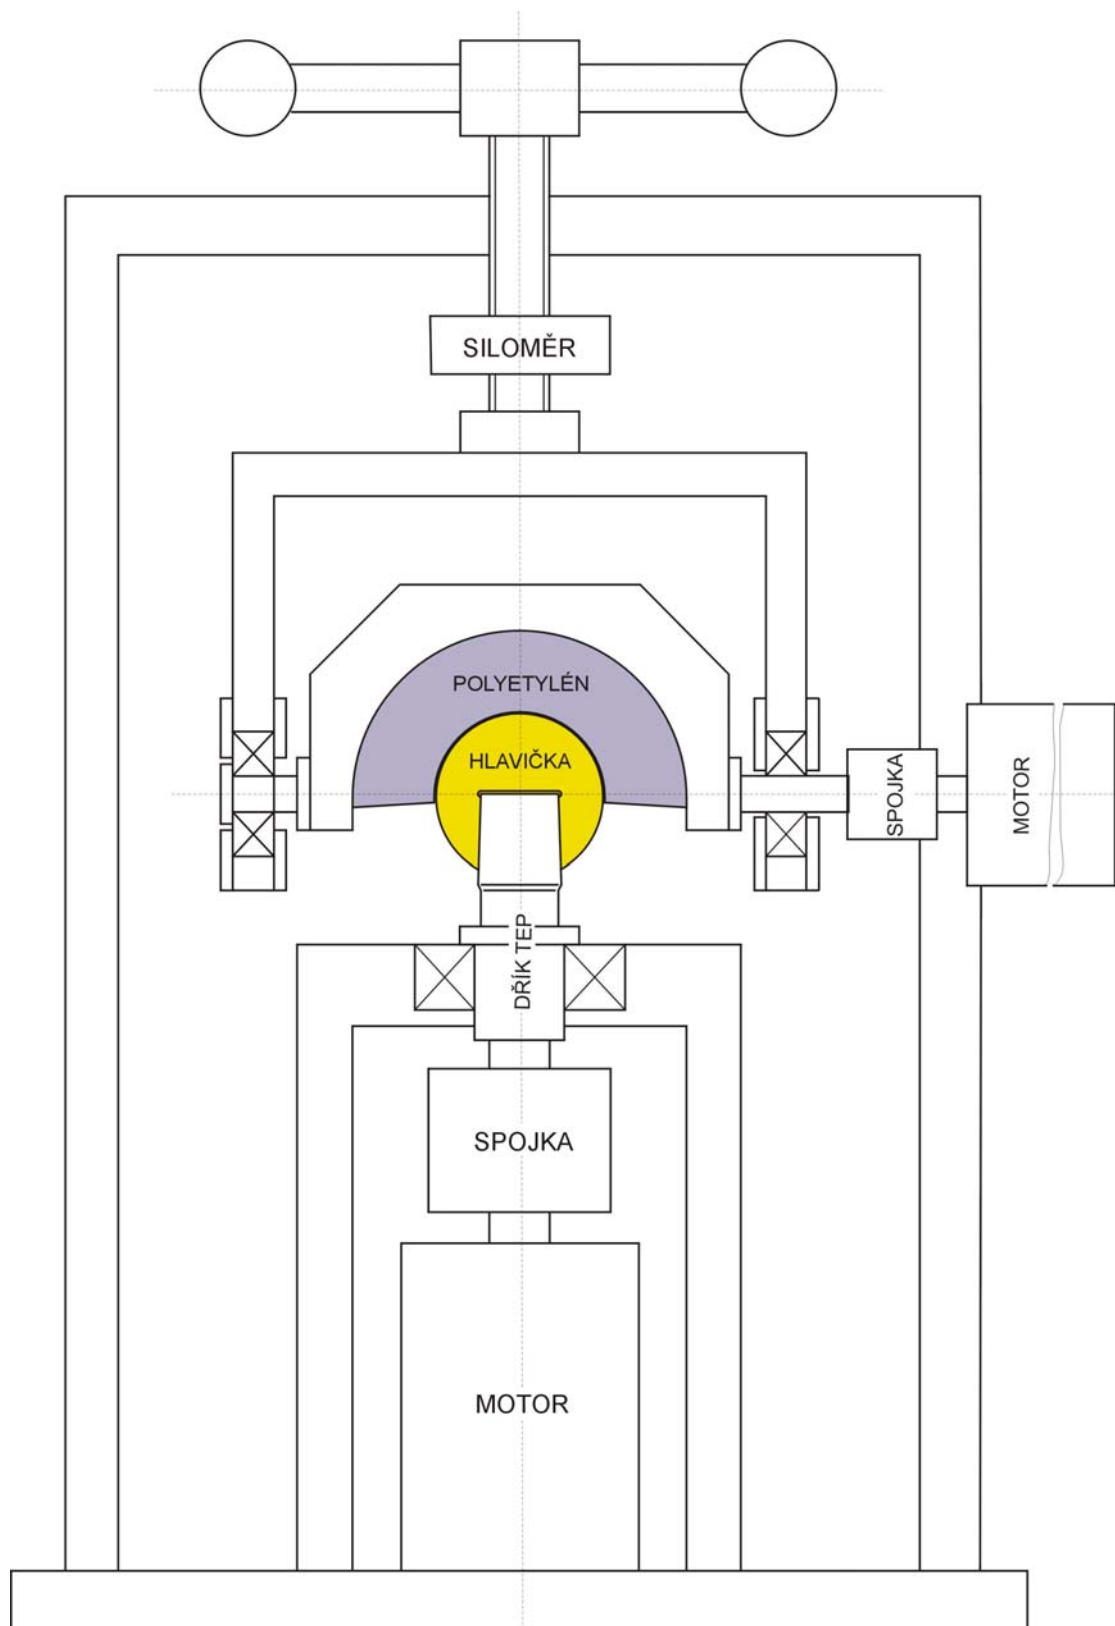 SILOMĚR
POLYETYLÉN
HLAVIČKA
SPOJKA
MOTOR
DŘÍK TEP
SPOJKA
MOTOR